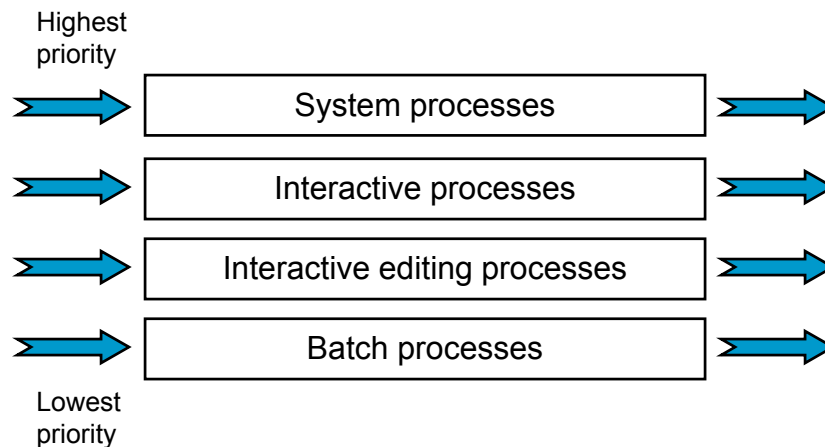 Highest
priority
System processes
Interactive processes
Interactive editing processes
Batch processes
Lowest
priority